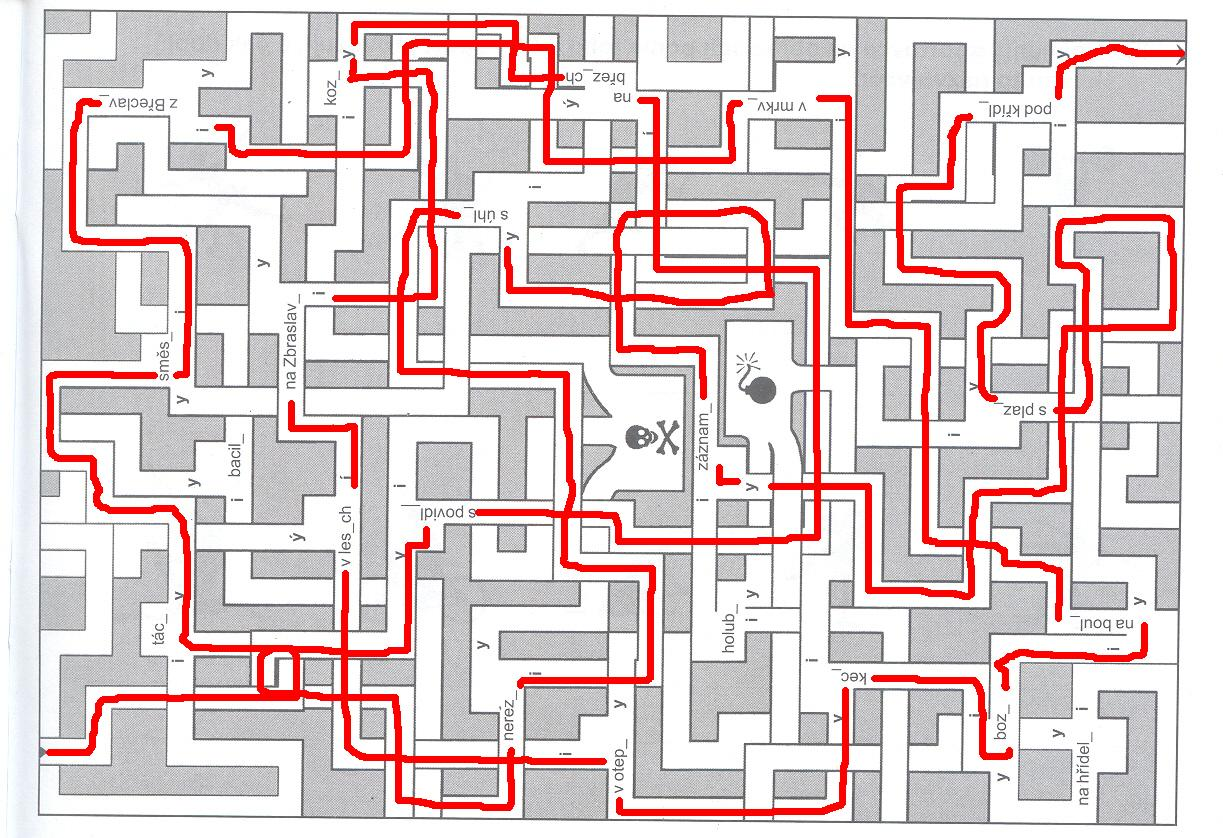 y
y
y
koz_
břez_ch
z Břeclav_
ý
na
v mrkv_
pod křídl_
i
i
i
i
i
i
s úhl_
y
y
i
na Zbraslav_
i
směs_
y
y
s plaz_
záznam_
i
bacil_
y
i
i
i
i
y
s povidl_
ý
v les_ch
y
y
holub_
y
y
tác_
i
na boul_
y
i
i
i
kec_
nerez_
y
y
i
i
boz_
y
i
v otep_
y
na hřídel_